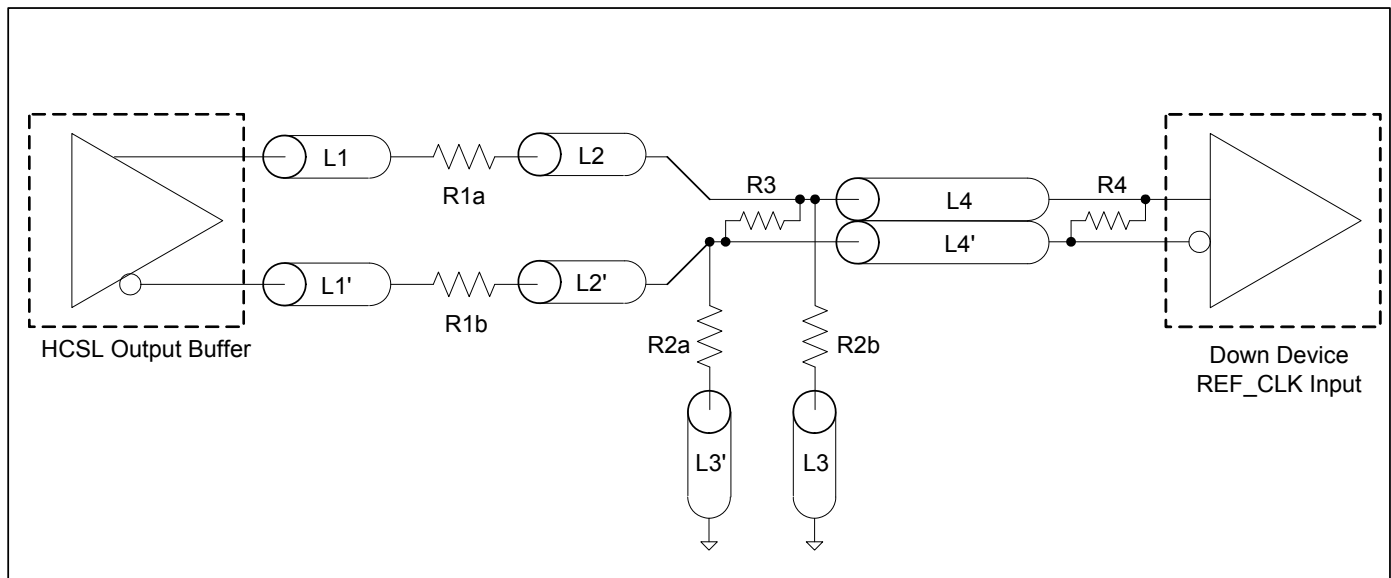 L1
R1a
L2
R3
L4
R4
L1'
R1b
L2'
L4'
HCSL Output Buffer
R2a
R2b
Down Device
REF_CLK Input
L3'
L3